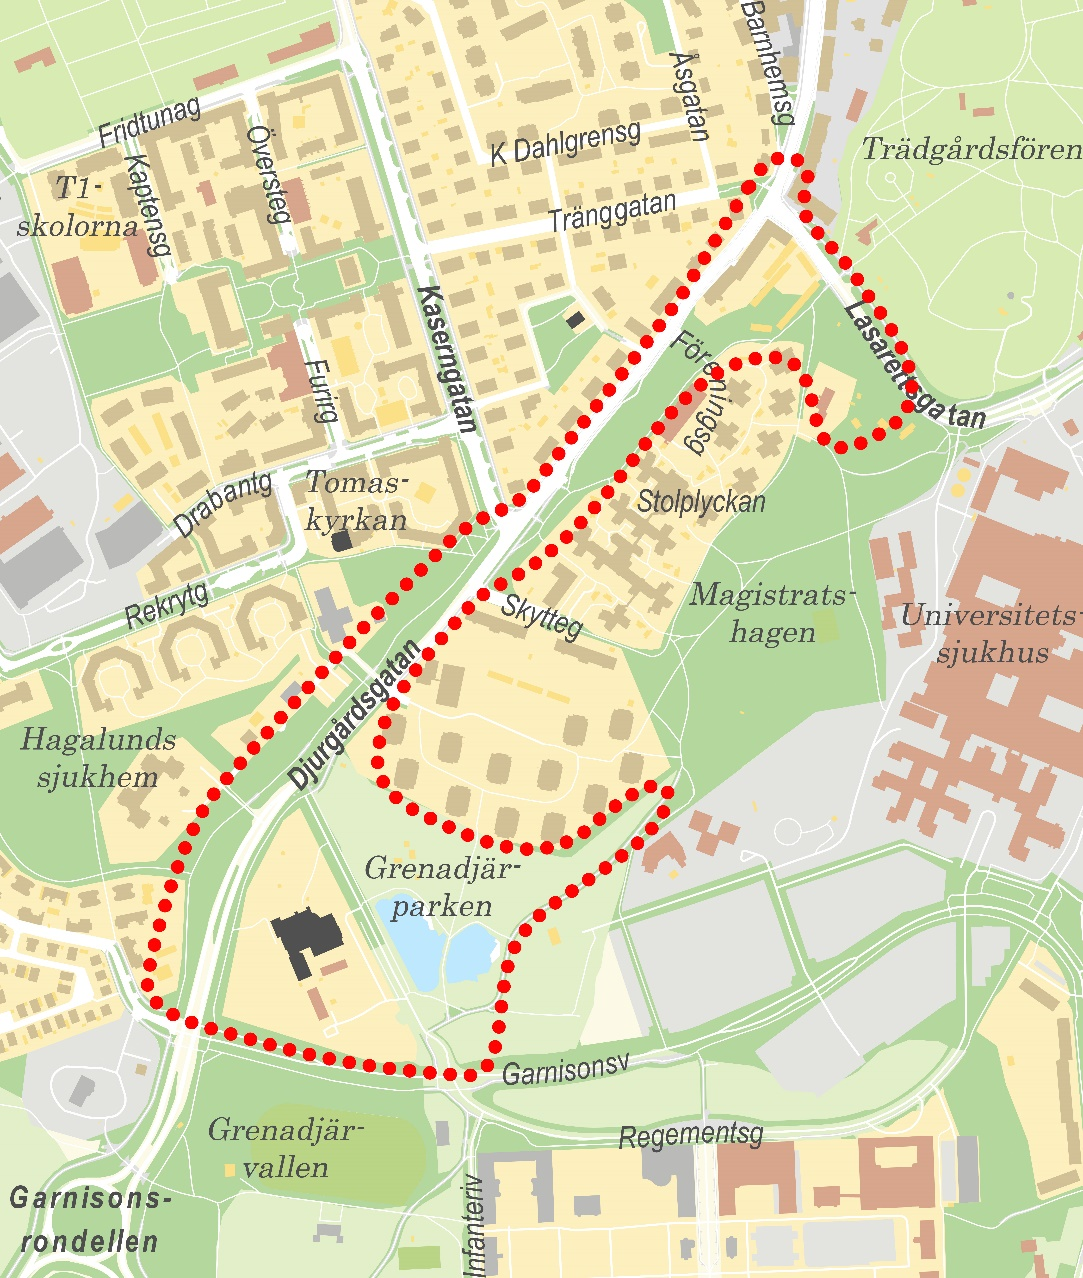 Barnhemsg
Åsgatan
Fridtunag
Översteg
K Dahlgrensg
Trädgårdsfören
Kaptensg
T1-
skolorna
Tränggatan
Kaserngatan
Lasarettsgatan
Föreningsg
Furirg
Drabantg
Tomas-
kyrkan
Stolplyckan
Rekrytg
Skytteg
Magistrats-
hagen
Universitets-
sjukhus
Djurgårdsgatan
Hagalunds
sjukhem
Grenadjär-
parken
Garnisonsv
Grenadjär-
vallen
Regementsg
Garnisons-
rondellen
Infanteriv